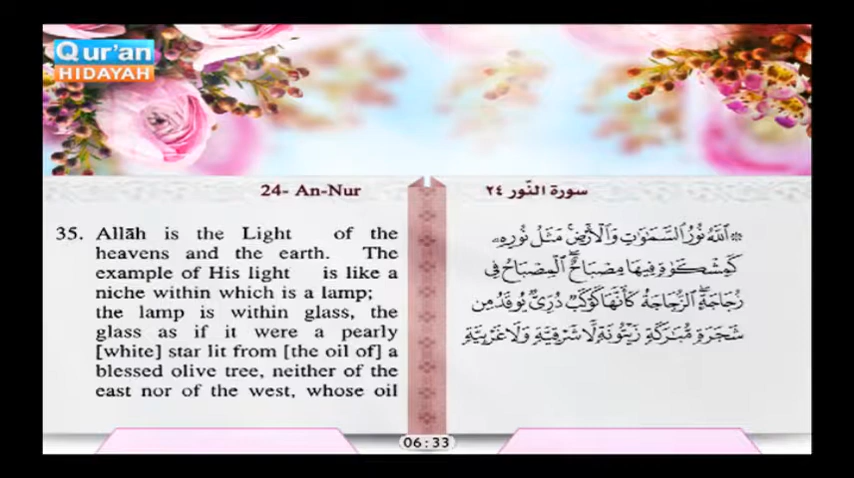 Qur'an
HIDAYAH
24- An-Nur
35. Allāh is the Light of the
heavens and the earth. The
example of His light is like a
niche within which is a lamp;
the lamp is within glass, the
glass as if it were a pearly
[white] star lit from [the oil of] a
blessed olive tree, neither of the
east nor of the west, whose oil
سورة النّور ٢٤
۞ ٱللَّهُ نُورُ ٱلسَّمَـٰوَٰتِ وَٱلْأَرْضِ ۚ مَثَلُ نُورِهِۦ
كَمِشْكَوٰةٍ فِيهَا مِصْبَاحٌ ۖ ٱلْمِصْبَاحُ فِى
زُجَاجَةٍ ۖ ٱلزُّجَاجَةُ كَأَنَّهَا كَوْكَبٌ دُرِّىٌّ يُوقَدُ مِن
شَجَرَةٍ مُّبَـٰرَكَةٍ زَيْتُونَةٍ لَّا شَرْقِيَّةٍ وَلَا غَرْبِيَّةٍ
06:33